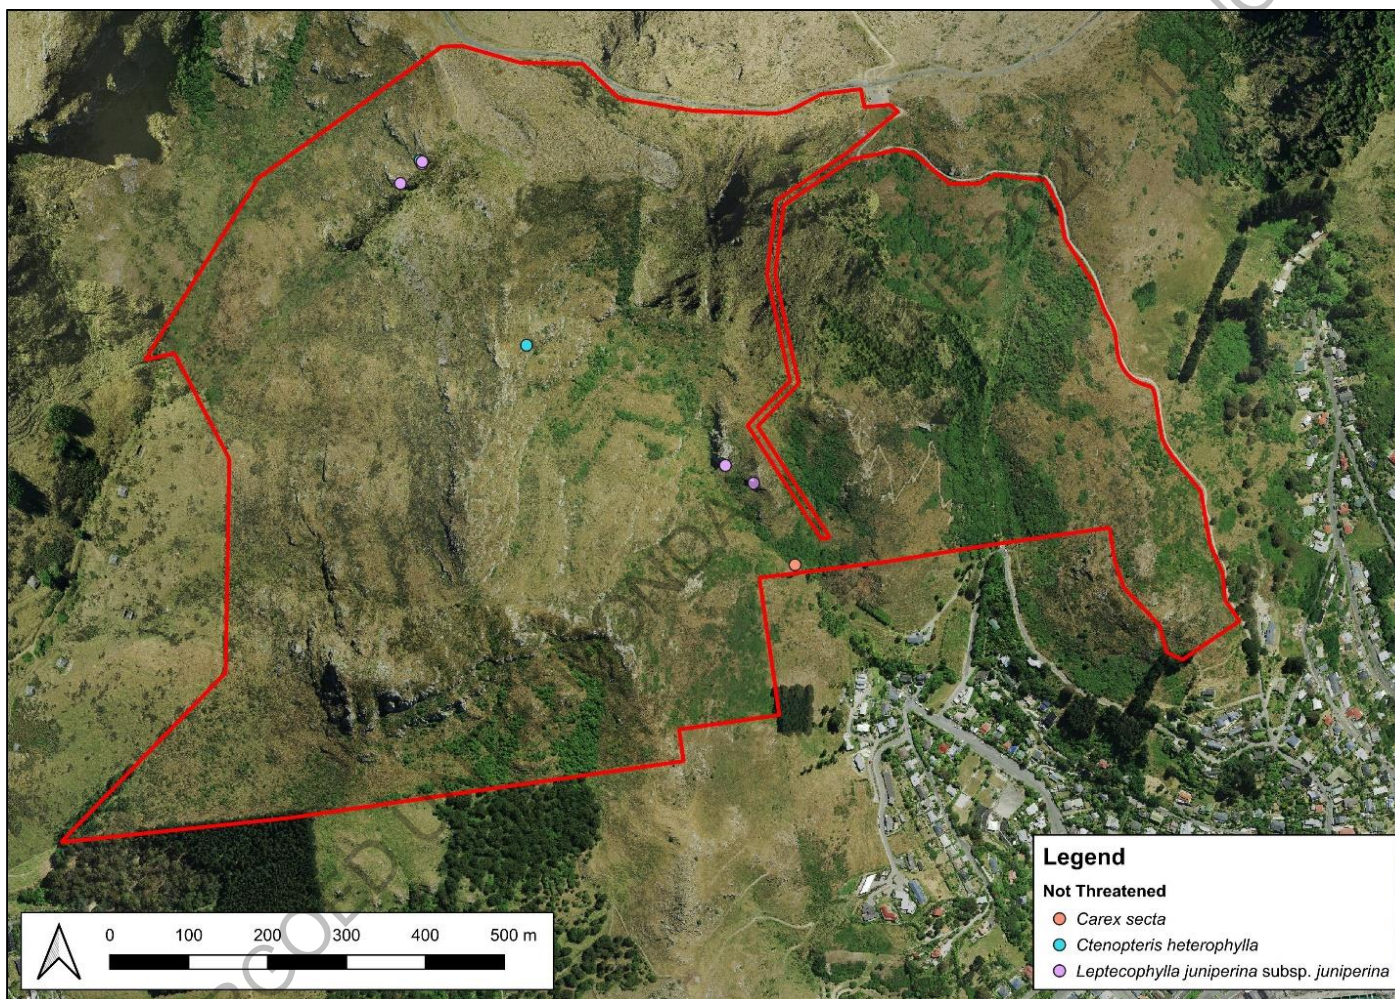 Legend
Not Threatened
Carex secta
Ctenopteris heterophylla
Leptecophylla juniperina subsp. juniperina
0 100 200 300 400 500 m